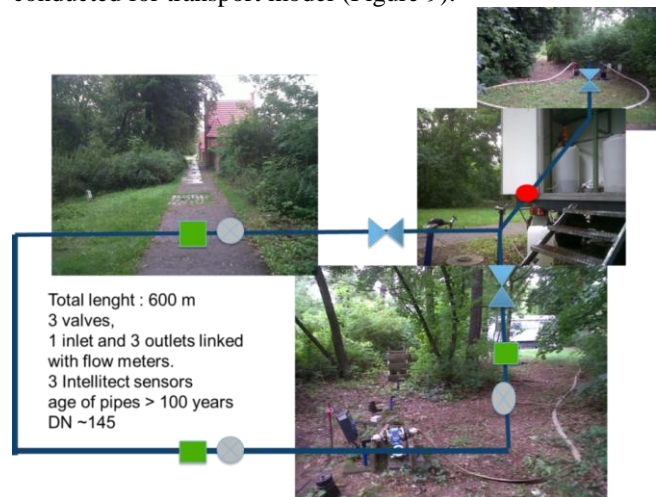 conducted for transport model (Figure 9).
Total lenght : 600 m
3 valves,
1 inlet and 3 outlets linked
with flow meters.
3 Intellitect sensors
age of pipes > 100 years
DN ~145